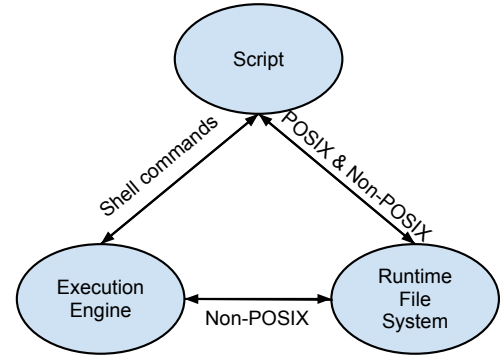 Script
Shell commands
POSIX & Non-POSIX
Execution
Engine
Non-POSIX
Runtime
File
System